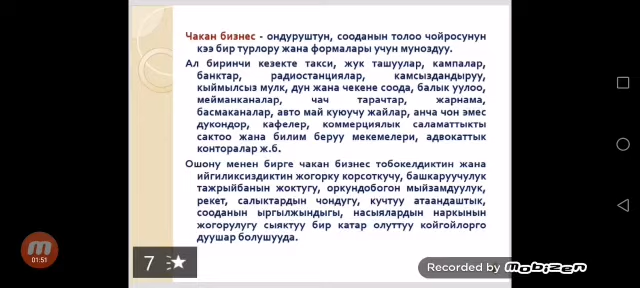 Чакан бизнес - ондуруштун, сооданын толоо чойросунун
кээ бир турлору жана формалары учун муноздуу.
Ал биринчи кезекте такси, жук ташуулар, кампалар,
банктар, радиостанциялар, камсыздандыруу,
кыймылсыз мулк, дун жана чекене соода, балык уулоо,
мейманканалар, чач тарачтар, жарнама,
басмаканалар, авто май куюучу жайлар, анча чон эмес
дукондор, кафелер, коммерциялык саламаттыкты
сактоо жана билим беруу мекемелери, адвокаттык
конторалар ж.б.
Ошону менен бирге чакан бизнес тобокелдиктин жана
ийгиликсиздиктин жогорку корсоткучу, башкаруучулук
тажрыйбанын жоктугу, оркундобогон мыйзамдуулук,
рекет, салыктардын чондугу, кучтуу атаандаштык,
сооданын ыргылжындыгы, насыялардын наркынын
жогорулугу сыяктуу бир катар олуттуу койгойлорго
дуушар болушууда.
01:51
7
Recorded by mobizen